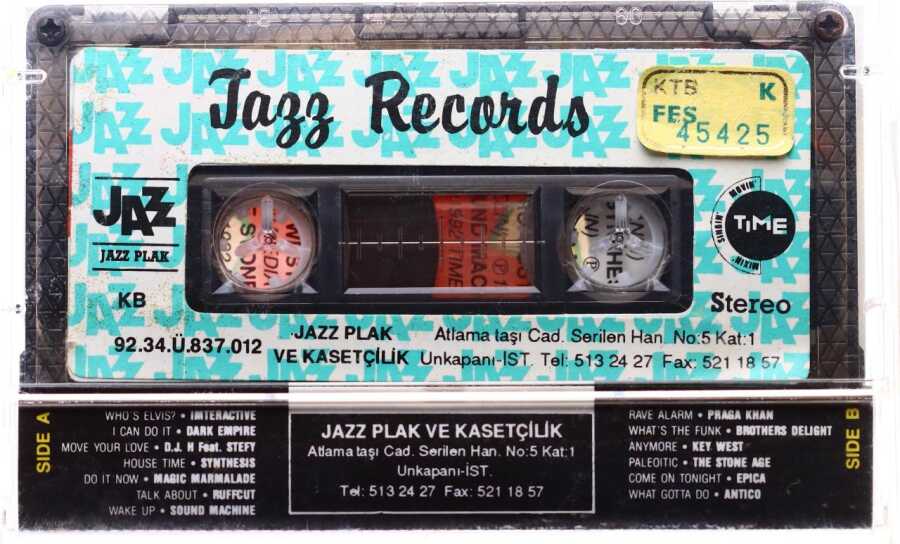 Jazz Records
KTB K
FES
45425
JAZZ
JAZZ PLAK
KB
MOVIN'
SINGIN'
MIXIN'
TIME
Stereo
92.34.Ü.837.012
JAZZ PLAK
VE KASETÇİLİK
Atlama taşı Cad. Serilen Han. No:5 Kat:1
Unkapanı-İST. Tel: 513 24 27 Fax: 521 18 57
SIDE A
WHO'S ELVIS? • IMTERACTIVE
I CAN DO IT • DARK EMPIRE
MOVE YOUR LOVE • D.J. H Feat. STEFY
HOUSE TIME • SYNTHESIS
DO IT NOW • MAGIC MARMALADE
TALK ABOUT • RUFFCUT
WAKE UP • SOUND MACHINE
JAZZ PLAK VE KASETÇİLİK
Atlama taşı Cad. Serilen Han. No:5 Kat:1
Unkapanı-İST.
Tel: 513 24 27 Fax: 521 18 57
RAVE ALARM • PRAGA KHAN
WHAT'S THE FUNK • BROTHERS DELIGHT
ANYMORE • KEY WEST
PALEOITIC • THE STONE AGE
COME ON TONIGHT • EPICA
WHAT GOTTA DO • ANTICO
SIDE B